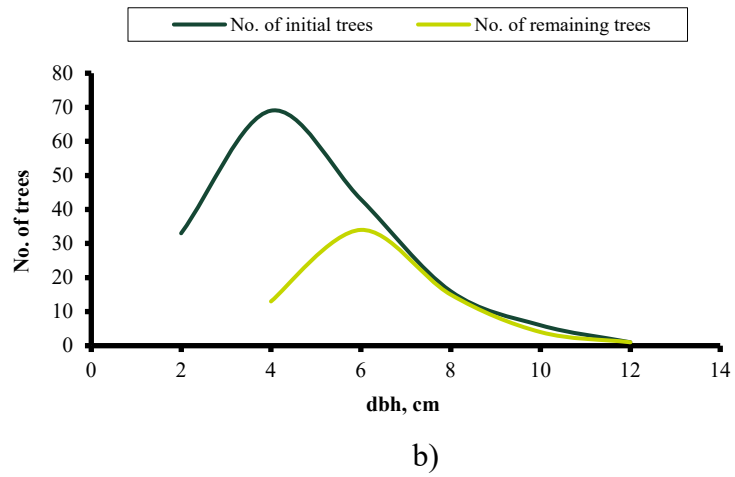 No. of initial trees No. of remaining trees
80
70
60
50
40
30
20
10
0
No. of trees
0 2 4 6 8 10 12 14
dbh, cm
b)